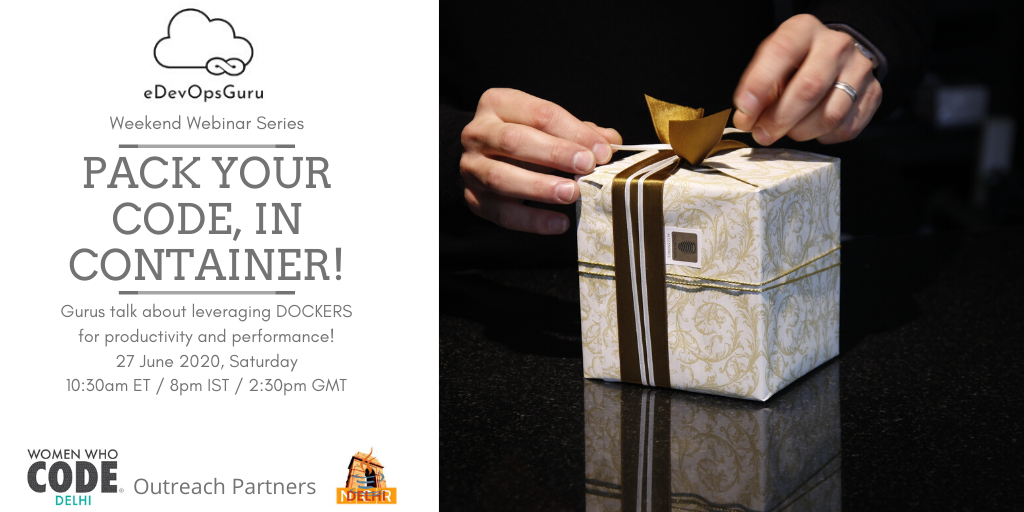 eDevOpsGuru
Weekend Webinar Series
PACK YOUR
CODE, IN
CONTAINER!
Gurus talk about leveraging DOCKERS
for productivity and performance!
27 June 2020, Saturday
10:30am ET / 8pm IST / 2:30pm GMT
WOMEN WHO
CODE®
DELHI
Outreach Partners
DELHI